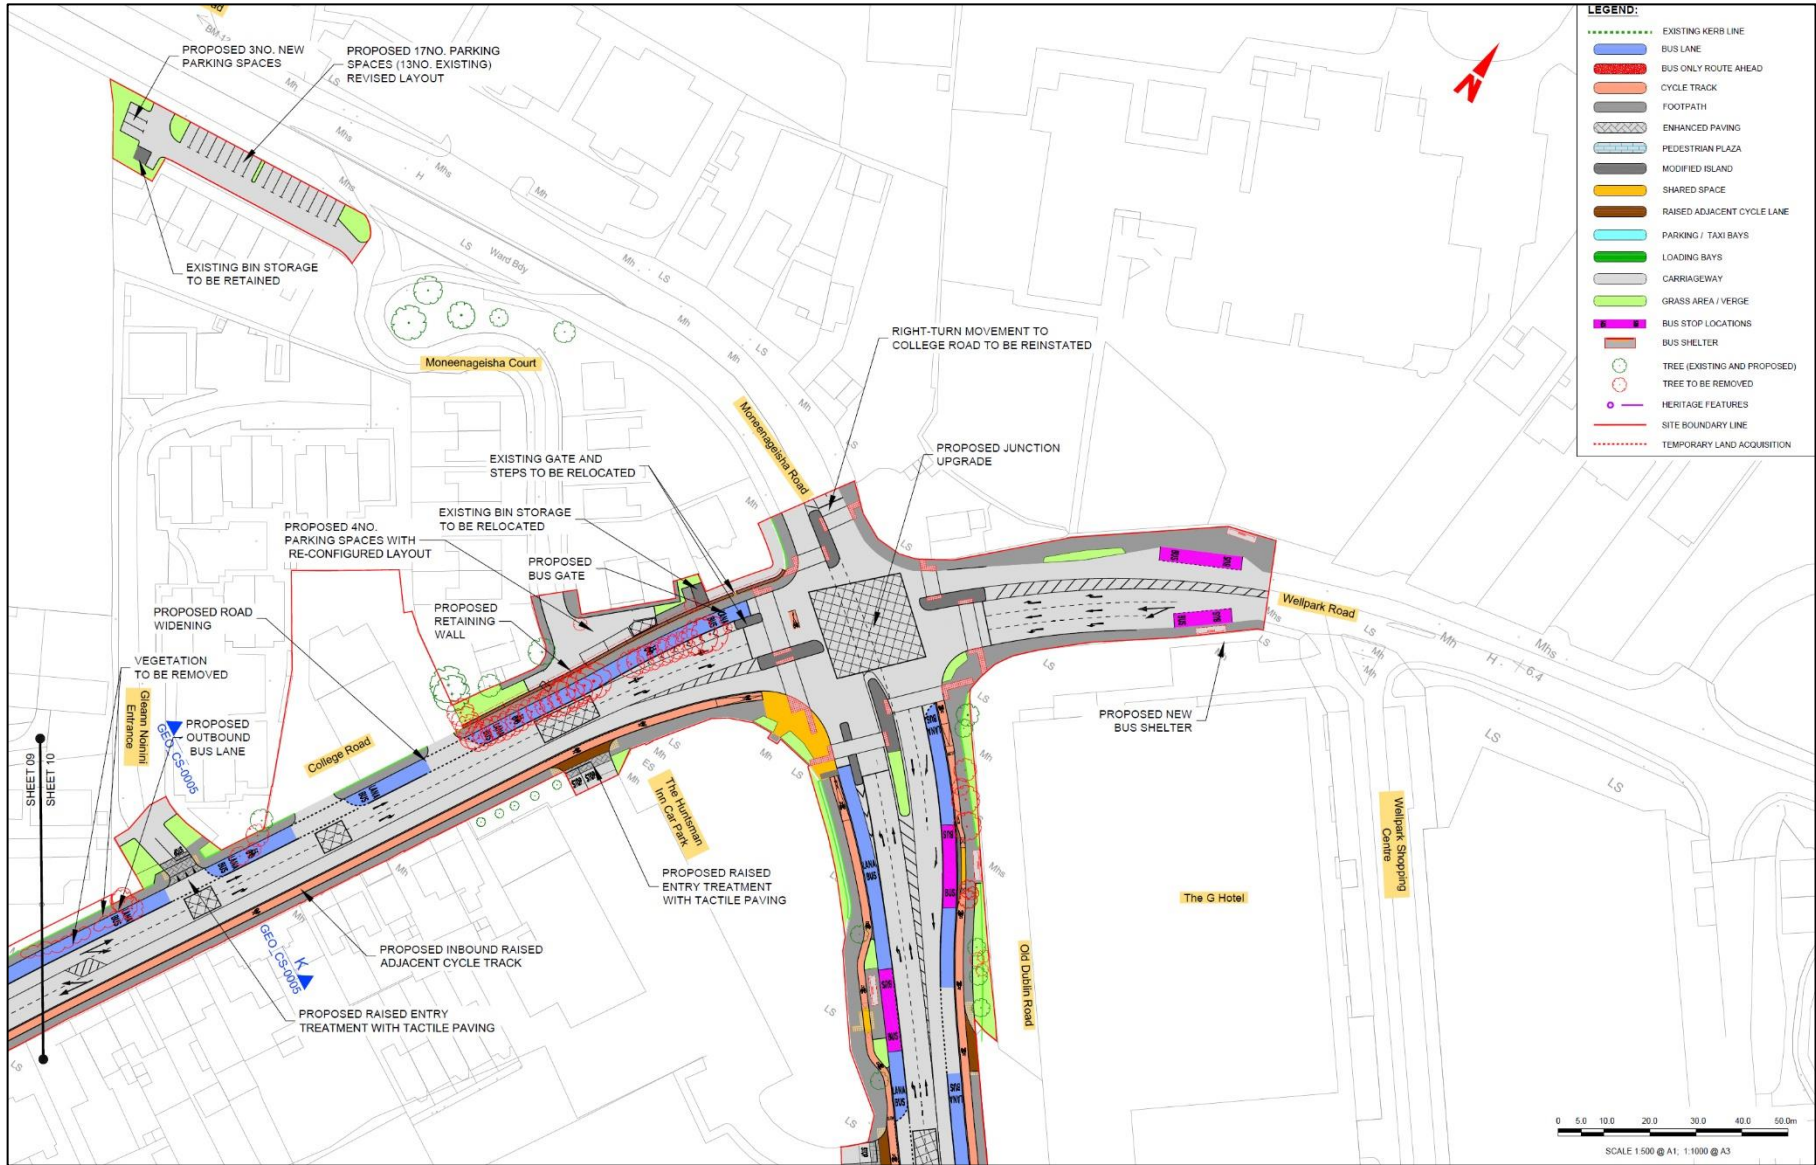 PROPOSED 3NO. NEW
PARKING SPACES
PROPOSED 17NO. PARKING
SPACES (13NO. EXISTING)
REVISED LAYOUT
EXISTING BIN STORAGE
TO BE RETAINED
Ward Bdy
Moneenageisha Court
N
RIGHT-TURN MOVEMENT TO
COLLEGE ROAD TO BE REINSTATED
Moneenageisha Road
PROPOSED JUNCTION
UPGRADE
EXISTING GATE AND
STEPS TO BE RELOCATED
EXISTING BIN STORAGE
TO BE RELOCATED
PROPOSED 4NO.
PARKING SPACES WITH
RE-CONFIGURED LAYOUT
PROPOSED
BUS GATE
PROPOSED
RETAINING
WALL
PROPOSED ROAD
WIDENING
VEGETATION
TO BE REMOVED
Gleann Noinini
Entrance
PROPOSED
OUTBOUND
BUS LANE
GEO_CS-0005
College Road
SHEET 09
SHEET 10
Wellpark Road
PROPOSED NEW
BUS SHELTER
The Huntsman
Inn Car Park
PROPOSED RAISED
ENTRY TREATMENT
WITH TACTILE PAVING
PROPOSED INBOUND RAISED
ADJACENT CYCLE TRACK
GEO_CS-0005
K
PROPOSED RAISED ENTRY
TREATMENT WITH TACTILE PAVING
The G Hotel
Old Dublin Road
Wellpark Shopping
Centre
LANA
BUS
LEGEND:
EXISTING KERB LINE
BUS LANE
BUS ONLY ROUTE AHEAD
CYCLE TRACK
FOOTPATH
ENHANCED PAVING
PEDESTRIAN PLAZA
MODIFIED ISLAND
SHARED SPACE
RAISED ADJACENT CYCLE LANE
PARKING / TAXI BAYS
LOADING BAYS
CARRIAGEWAY
GRASS AREA / VERGE
BUS STOP LOCATIONS
BUS SHELTER
TREE (EXISTING AND PROPOSED)
TREE TO BE REMOVED
HERITAGE FEATURES
SITE BOUNDARY LINE
TEMPORARY LAND ACQUISITION
0 5.0 10.0 20.0 30.0 40.0 50.0m
SCALE 1:500 @ A1; 1:1000 @ A3